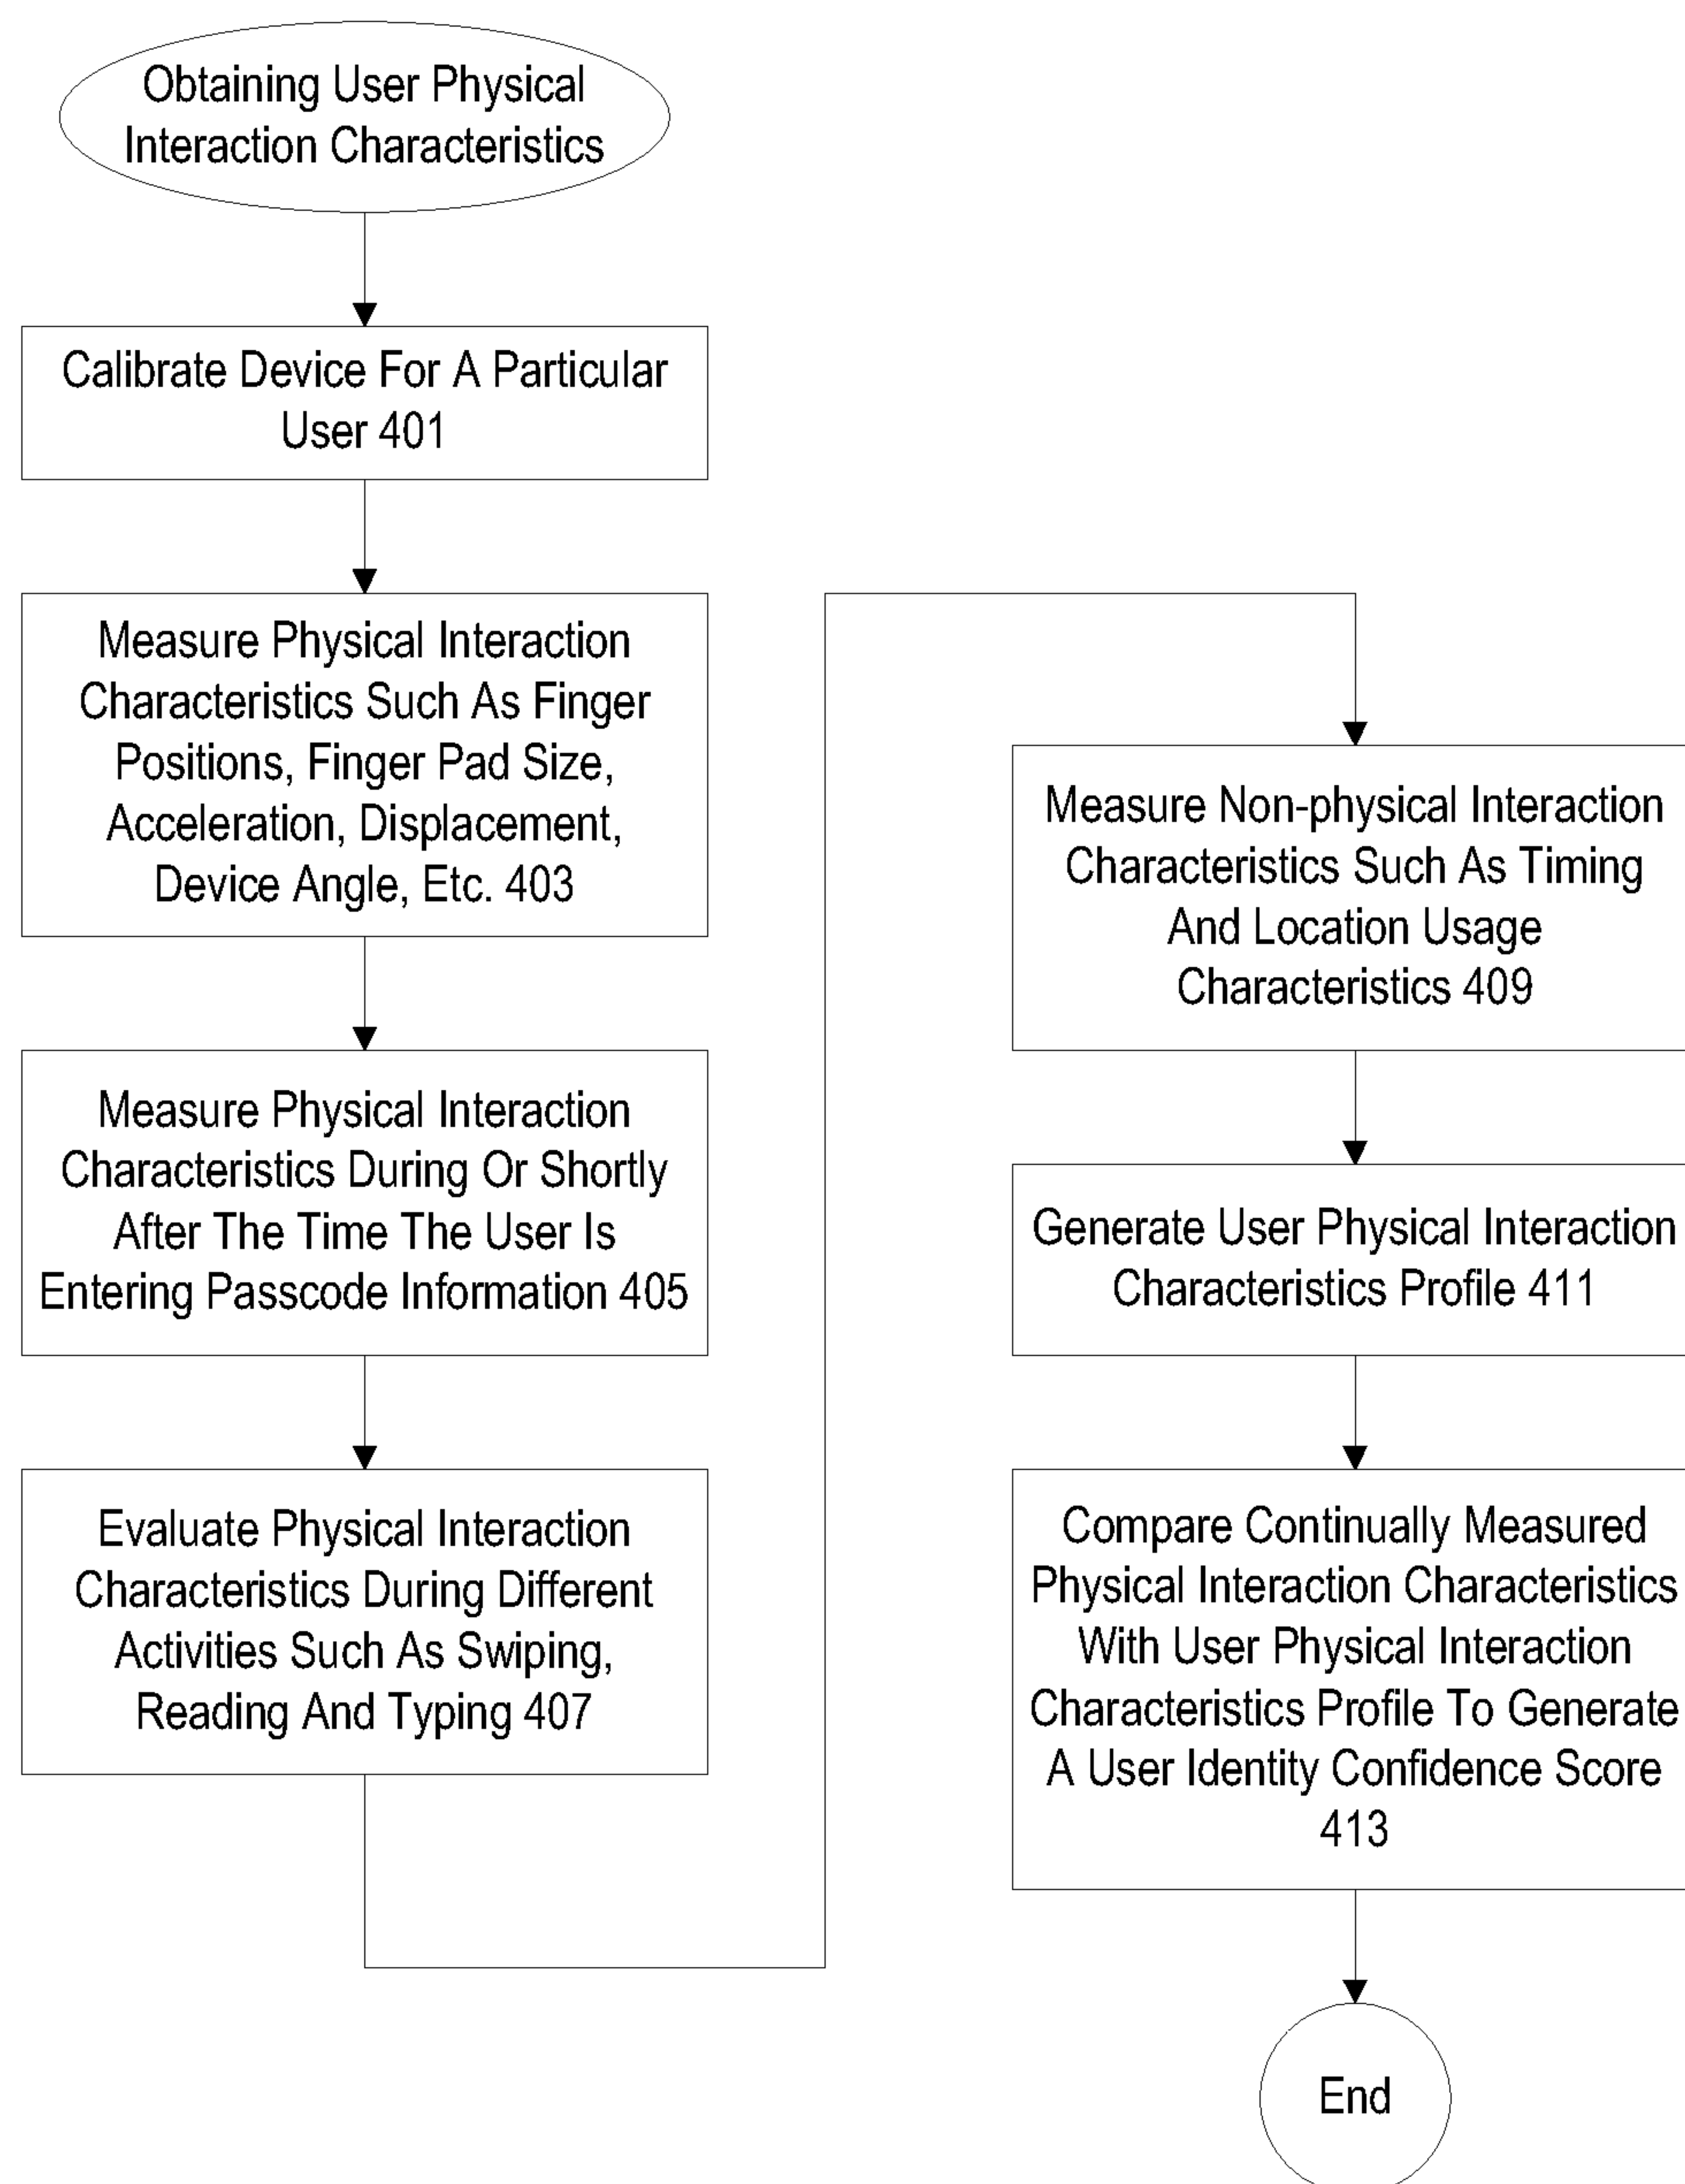 Obtaining User Physical
Interaction Characteristics
Calibrate Device For A Particular
User 401
Measure Physical Interaction
Characteristics Such As Finger
Positions, Finger Pad Size,
Acceleration, Displacement,
Device Angle, Etc. 403
Measure Physical Interaction
Characteristics During Or Shortly
After The Time The User Is
Entering Passcode Information 405
Evaluate Physical Interaction
Characteristics During Different
Activities Such As Swiping,
Reading And Typing 407
Measure Non-physical Interaction
Characteristics Such As Timing
And Location Usage
Characteristics 409
Generate User Physical Interaction
Characteristics Profile 411
Compare Continually Measured
Physical Interaction Characteristics
With User Physical Interaction
Characteristics Profile To Generate
A User Identity Confidence Score
413
End